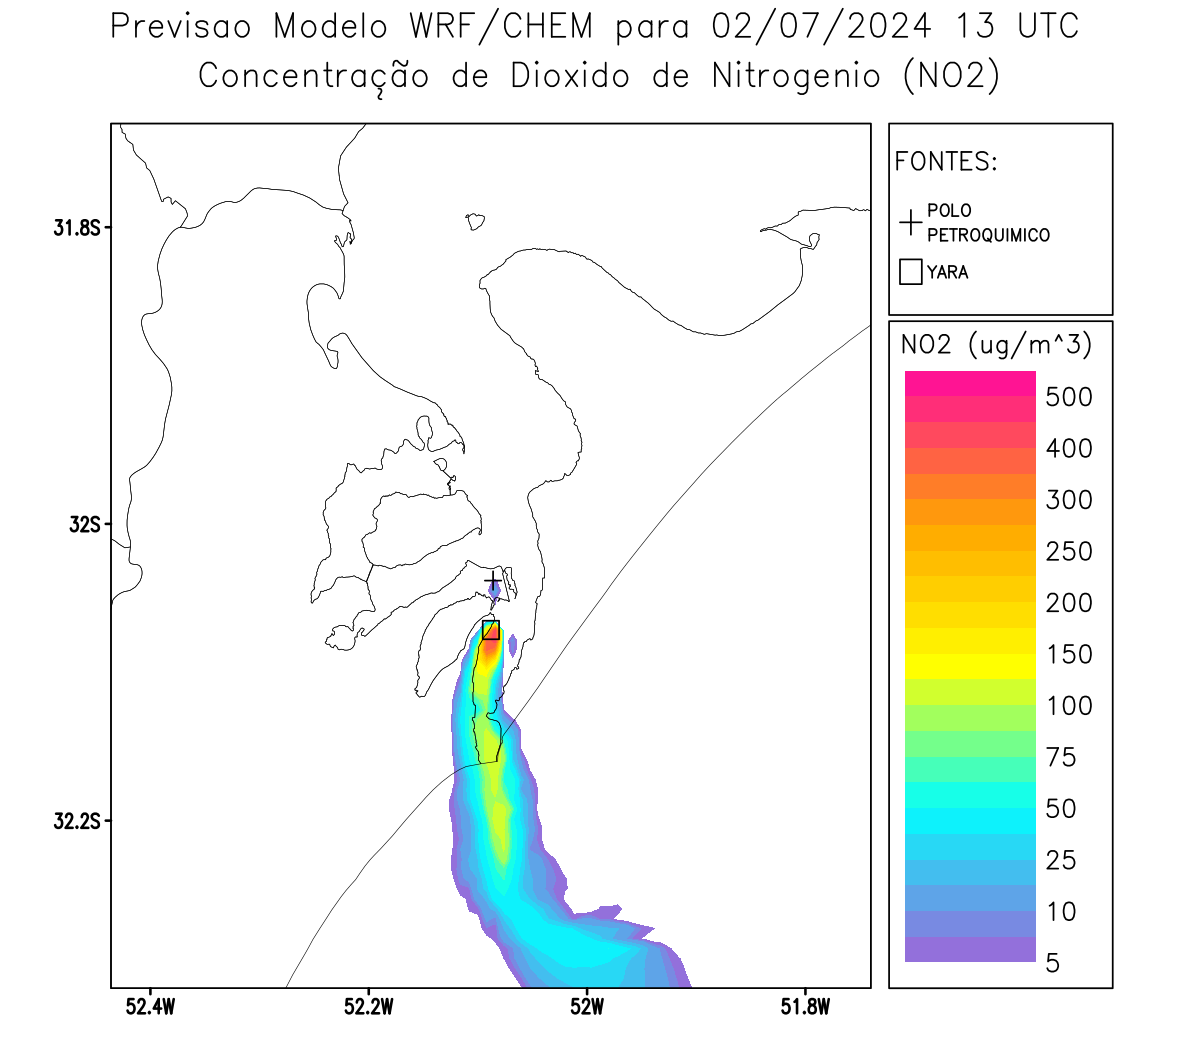 Previsao Modelo WRF/CHEM para 02/07/2024 13 UTC
Concentração de Dioxido de Nitrogenio (NO2)
FONTES:
POLO
PETROQUIMICO
YARA
31.8S
32S
32.2S
52.4W
52.2W
52W
51.8W
NO2 (ug/m^3)
500
400
300
250
200
150
100
75
50
25
10
5